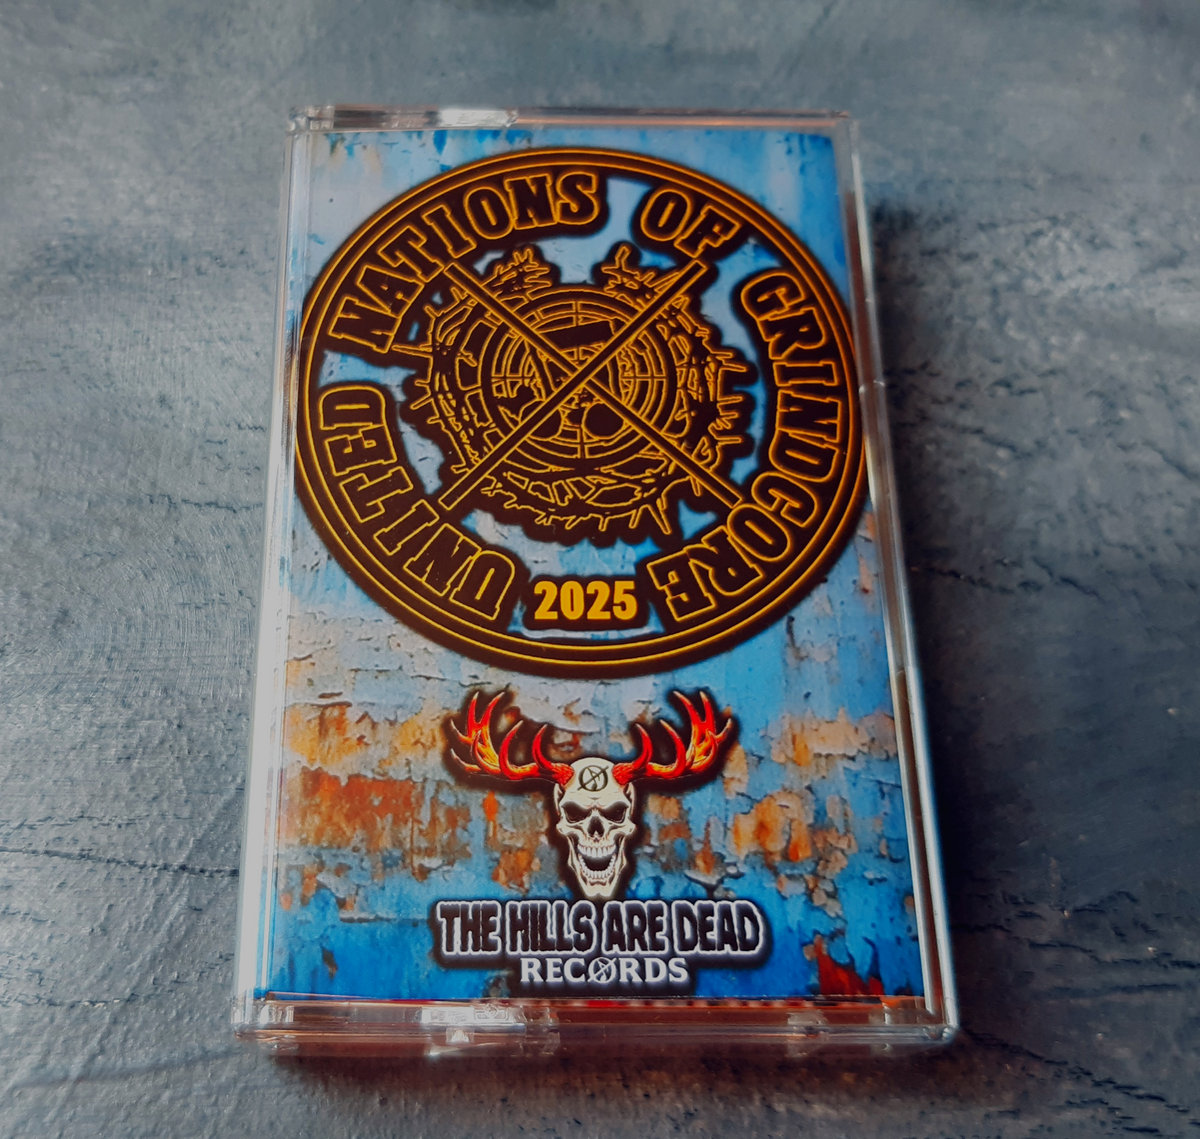 UNITED NATIONS OF GRINDCORE
2025
THE HILLS ARE DEAD
RECORDS